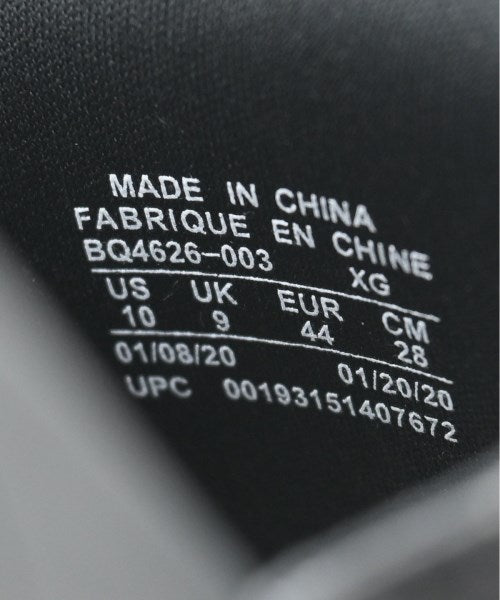 MADE IN CHINA
FABRIQUE EN CHINE
BQ4626-003 XG
US UK EUR CM
10 9 44 28
01/08/20 01/20/20
UPC 00193151407672